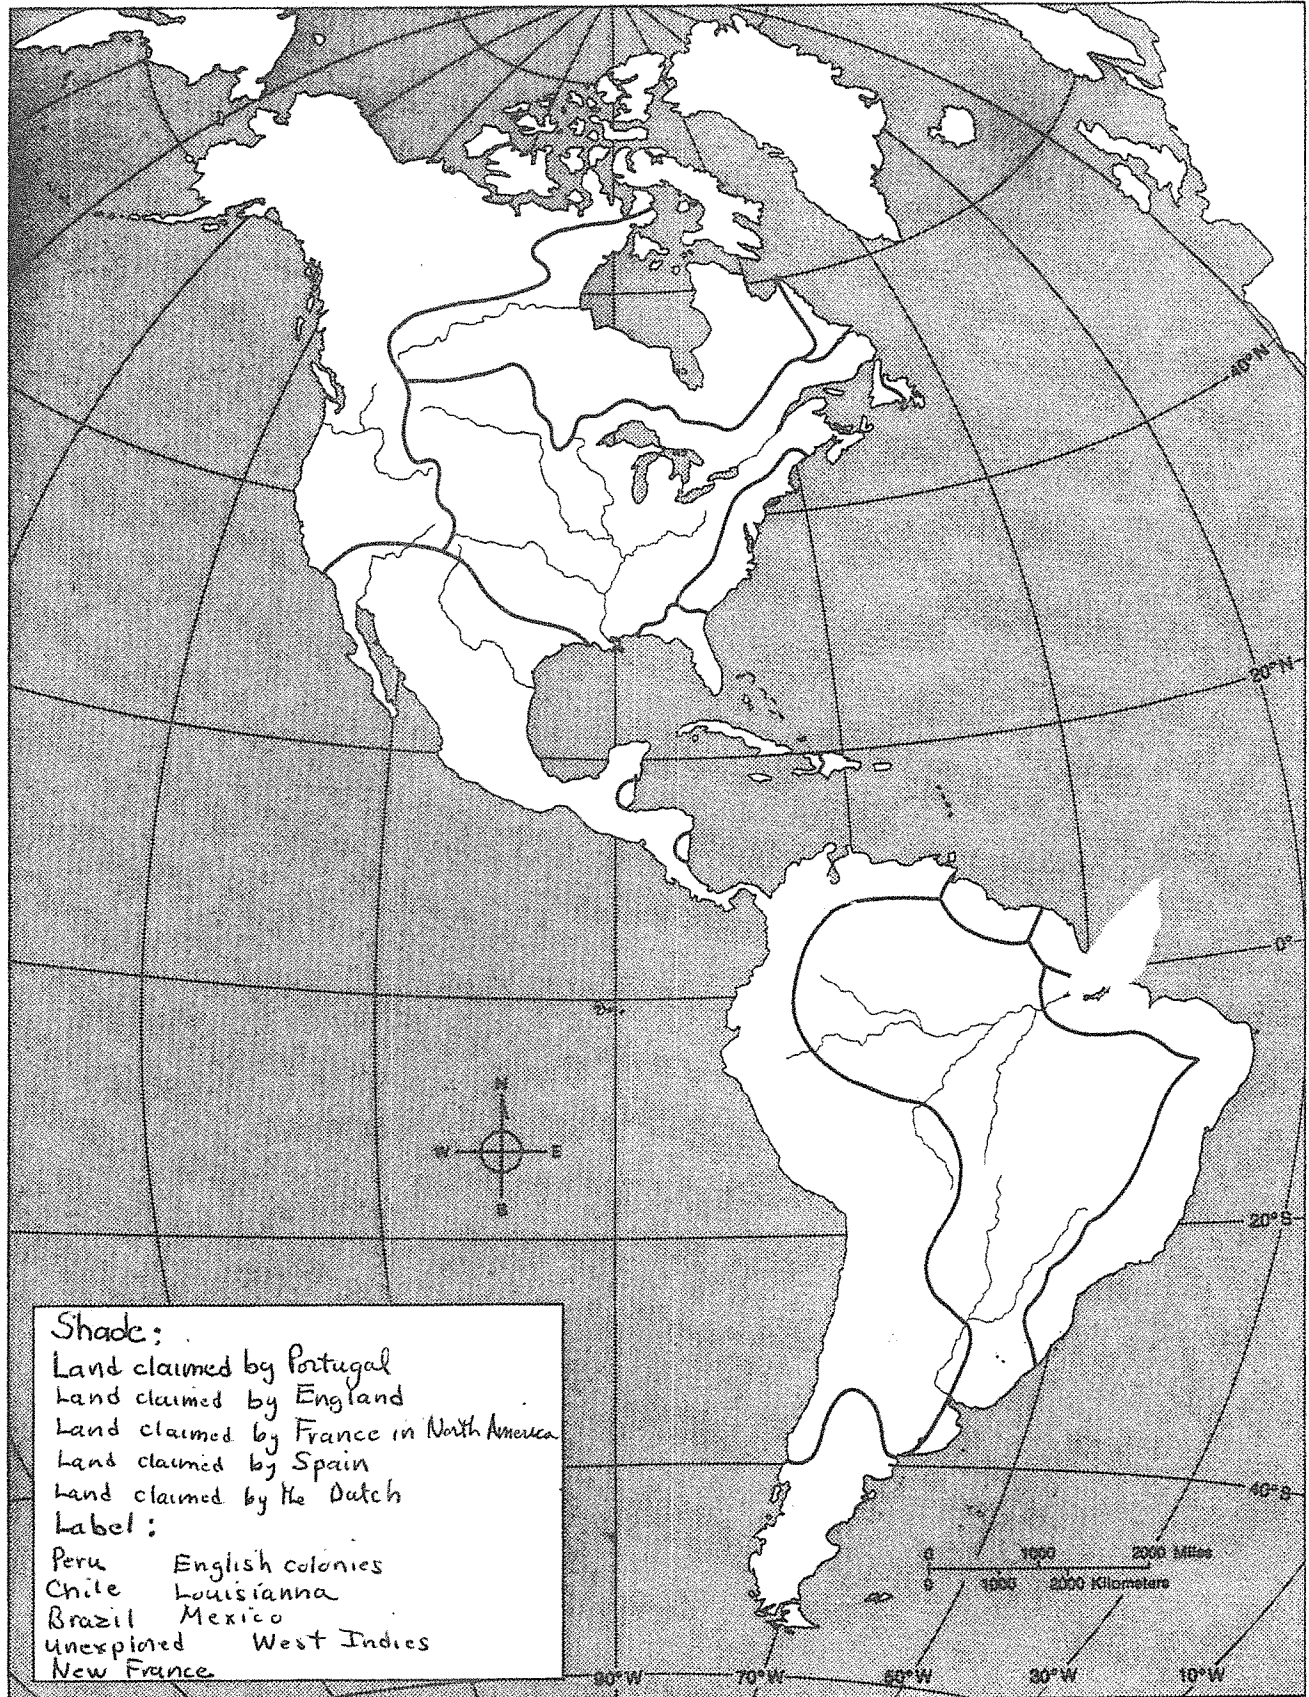 40°N
20°N
0°
N
W E
S
20°S
40°S
0 1000 2000 Miles
0 1000 2000 Kilometers
90°W 70°W 50°W 30°W 10°W
Shade:
Land claimed by Portugal
Land claimed by England
Land claimed by France in North America
Land claimed by Spain
Land claimed by the Dutch
Label:
Peru English colonies
Chile Louisianna
Brazil Mexico
unexplored West Indies
New France